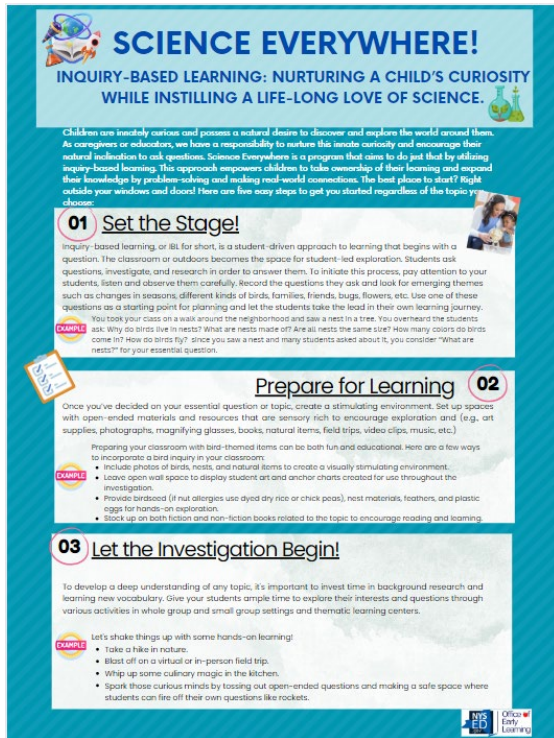 SCIENCE EVERYWHERE!
INQUIRY-BASED LEARNING: NURTURING A CHILD'S CURIOSITY
WHILE INSTILLING A LIFE-LONG LOVE OF SCIENCE.
Children are innately curious and possess a natural desire to discover and explore the world around them.
As caregivers or educators, we have a responsibility to nurture this innate curiosity and encourage their
natural inclination to ask questions. Science Everywhere is a program that aims to do just that by utilizing
inquiry-based learning. This approach empowers children to take ownership of their learning and expand
their knowledge by problem-solving and making real-world connections. The best place to start? Right
outside your windows and doors! Here are five easy steps to get you started regardless of the topic you
choose:
01 Set the Stage!
Inquiry-based learning, or IBL for short, is a student-driven approach to learning that begins with a
question. The classroom or outdoors becomes the space for student-led exploration. Students ask
questions, investigate, and research in order to answer them. To initiate this process, pay attention to your
students, listen and observe them carefully. Record the questions they ask and look for emerging themes
such as changes in seasons, different kinds of birds, families, friends, bugs, flowers, etc. Use one of these
questions as a starting point for planning and let the students take the lead in their own learning journey.
EXAMPLE
You took your class on a walk around the neighborhood and saw a nest in a tree. You overheard the students
ask: Why do birds live in nests? What are nests made of? Are all nests the same size? How many colors do birds
come in? How do birds fly? since you saw a nest and many students asked about it, you consider "What are
nests?" for your essential question.
Prepare for Learning 02
Once you've decided on your essential question or topic, create a stimulating environment. Set up spaces
with open-ended materials and resources that are sensory rich to encourage exploration and (e.g., art
supplies, photographs, magnifying glasses, books, natural items, field trips, video clips, music, etc.)
Preparing your classroom with bird-themed items can be both fun and educational. Here are a few ways
to incorporate a bird inquiry in your classroom:
EXAMPLE
• Include photos of birds, nests, and natural items to create a visually stimulating environment.
• Leave open wall space to display student art and anchor charts created for use throughout the
investigation.
• Provide birdseed (if nut allergies use dyed dry rice or chick peas), nest materials, feathers, and plastic
eggs for hands-on exploration.
• Stock up on both fiction and non-fiction books related to the topic to encourage reading and learning.
03 Let the Investigation Begin!
To develop a deep understanding of any topic, it's important to invest time in background research and
learning new vocabulary. Give your students ample time to explore their interests and questions through
various activities in whole group and small group settings and thematic learning centers.
EXAMPLE
Let's shake things up with some hands-on learning!
• Take a hike in nature.
• Blast off on a virtual or in-person field trip.
• Whip up some culinary magic in the kitchen.
• Spark those curious minds by tossing out open-ended questions and making a safe space where
students can fire off their own questions like rockets.
NYS
ED
Office of
Early
Learning